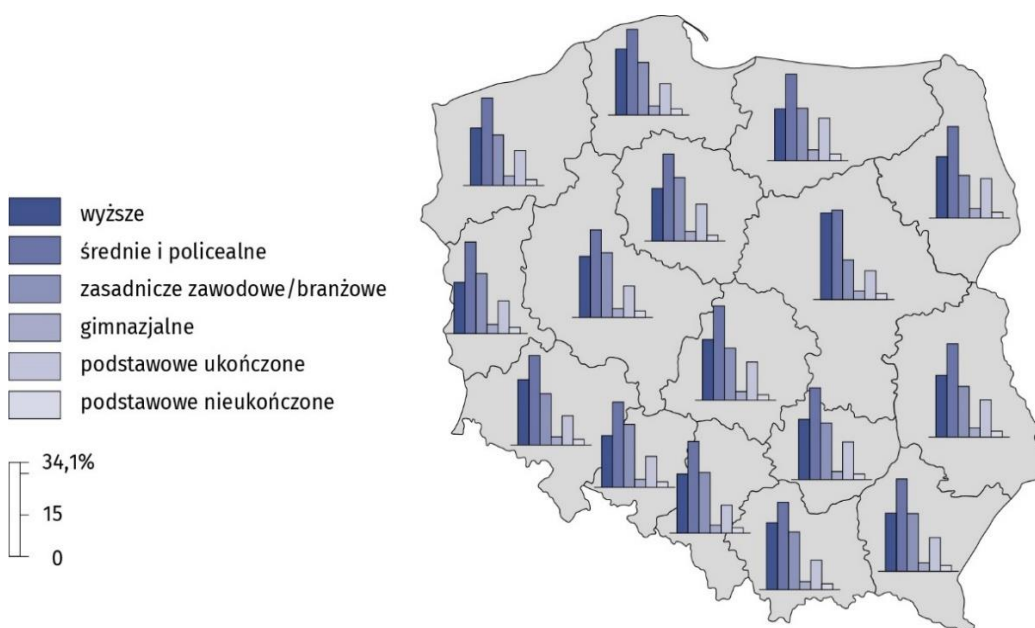 wyższe
średnie i policealne
zasadnicze zawodowe/branżowe
gimnazjalne
podstawowe ukończone
podstawowe nieukończone
34,1%
15
0